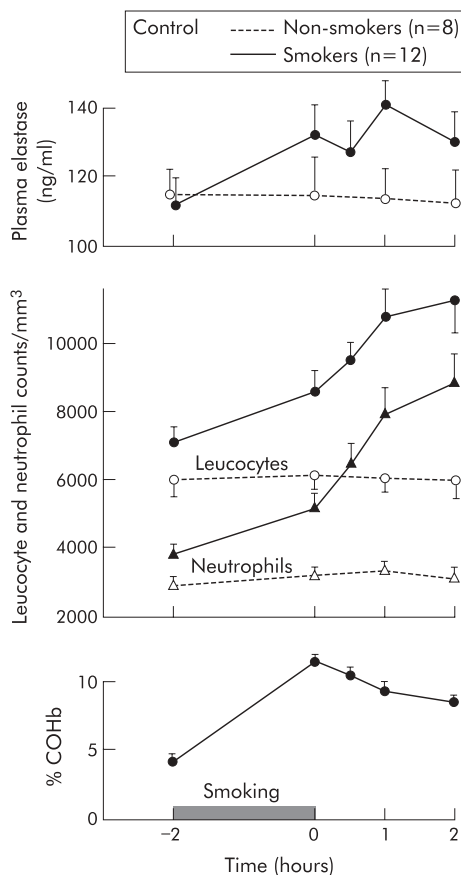 Control
Non-smokers (n=8)
Smokers (n=12)
Plasma elastase
(ng/ml)
140
120
100
Leucocyte and neutrophil counts/mm³
10000
8000
6000
4000
2000
Leucocytes
Neutrophils
% COHb
10
5
0
Smoking
–2
0
1
2
Time (hours)